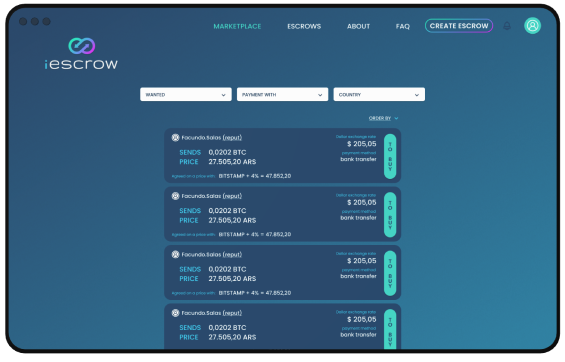 MARKETPLACE ESCROWS ABOUT FAQ CREATE ESCROW
iescrow
WANTED PAYMENT WITH COUNTRY
ORDER BY
Facundo.Salas (reput)
Dollar exchange rate
$ 205,05
SENDS 0,0202 BTC
payment method
PRICE 27.505,20 ARS
bank transfer
Agreed on a price with BITSTAMP + 4% = 47.852,20
TO BUY
Facundo.Salas (reput)
Dollar exchange rate
$ 205,05
SENDS 0,0202 BTC
payment method
PRICE 27.505,20 ARS
bank transfer
Agreed on a price with BITSTAMP + 4% = 47.852,20
TO BUY
Facundo.Salas (reput)
Dollar exchange rate
$ 205,05
SENDS 0,0202 BTC
payment method
PRICE 27.505,20 ARS
bank transfer
Agreed on a price with BITSTAMP + 4% = 47.852,20
TO BUY
Facundo.Salas (reput)
Dollar exchange rate
$ 205,05
SENDS 0,0202 BTC
payment method
PRICE 27.505,20 ARS
bank transfer
TO BUY